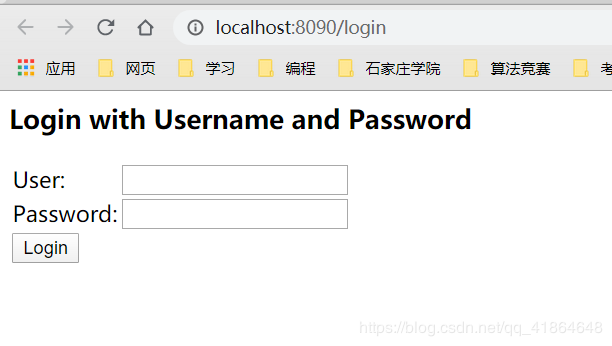 localhost:8090/login
应用 网页 学习 编程 石家庄学院 算法竞赛
Login with Username and Password
User:
Password:
Login
https://blog.csdn.net/qq_41864648